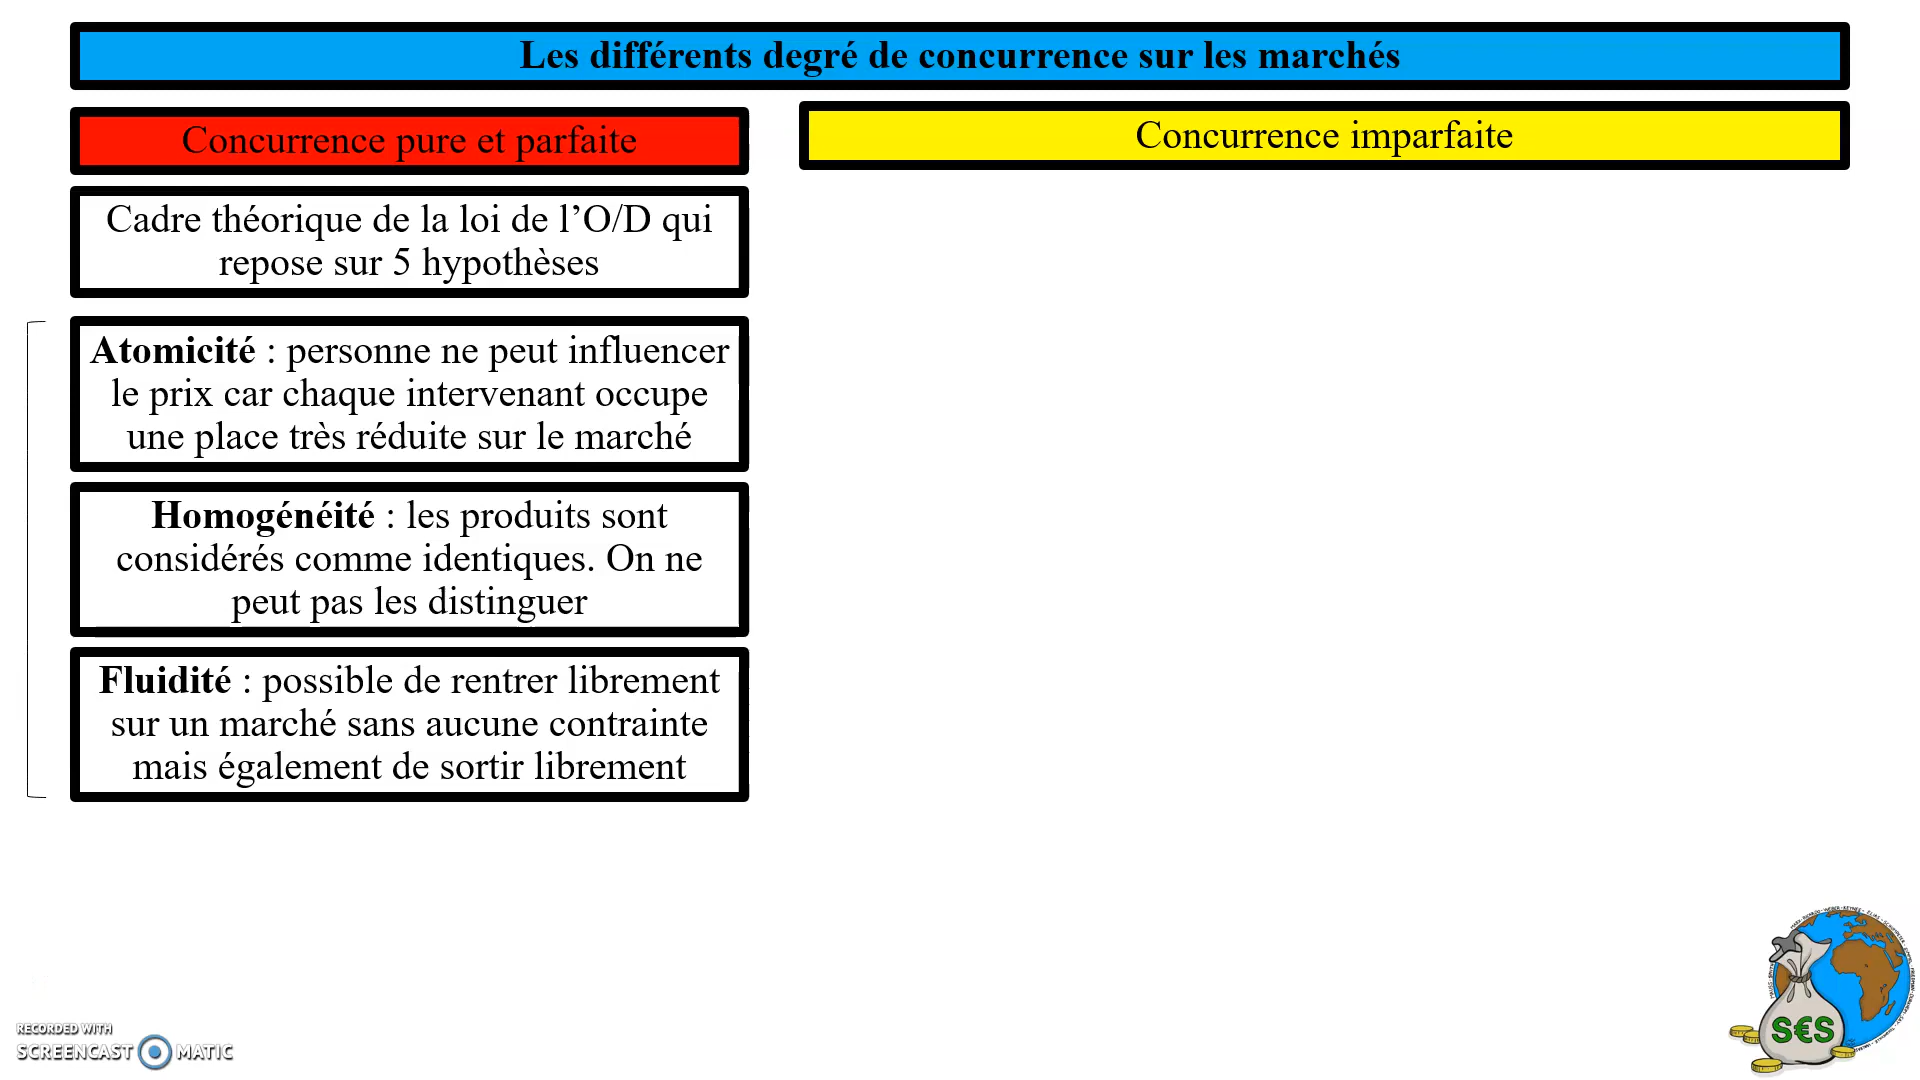 Les différents degré de concurrence sur les marchés
Concurrence pure et parfaite
Cadre théorique de la loi de l’O/D qui
repose sur 5 hypothèses
Atomicité : personne ne peut influencer
le prix car chaque intervenant occupe
une place très réduite sur le marché
Homogénéité : les produits sont
considérés comme identiques. On ne
peut pas les distinguer
Fluidité : possible de rentrer librement
sur un marché sans aucune contrainte
mais également de sortir librement
Concurrence imparfaite
S€S
RECORDED WITH
SCREENCAST MATIC